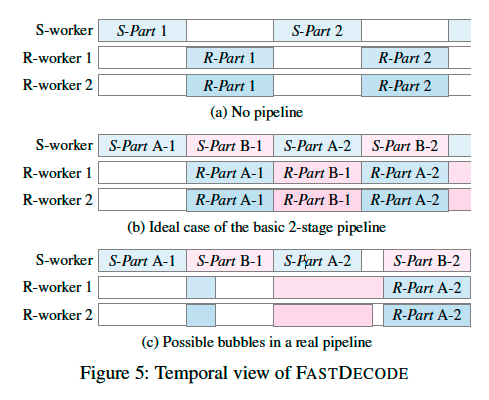 S-worker S-Part 1 S-Part 2
R-worker 1 R-Part 1 R-Part 2
R-worker 2 R-Part 1 R-Part 2
(a) No pipeline
S-worker S-Part A-1 S-Part B-1 S-Part A-2 S-Part B-2
R-worker 1 R-Part A-1 R-Part B-1 R-Part A-2
R-worker 2 R-Part A-1 R-Part B-1 R-Part A-2
(b) Ideal case of the basic 2-stage pipeline
S-worker S-Part A-1 S-Part B-1 S-Part A-2 S-Part B-2
R-worker 1 R-Part A-2
R-worker 2 R-Part A-2
(c) Possible bubbles in a real pipeline
Figure 5: Temporal view of FASTDECODE